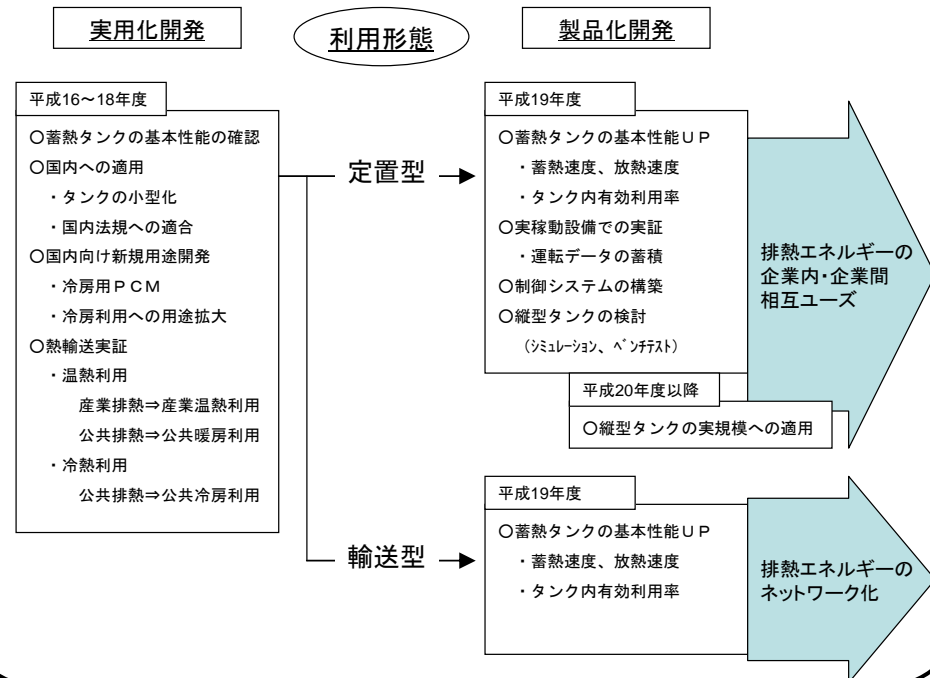 実用化開発
利用形態
製品化開発
平成16～18年度
○蓄熱タンクの基本性能の確認
○国内への適用
・タンクの小型化
・国内法規への適合
○国内向け新規用途開発
・冷房用ＰＣＭ
・冷房利用への用途拡大
○熱輸送実証
・温熱利用
産業排熱⇒産業温熱利用
公共排熱⇒公共暖房利用
・冷熱利用
公共排熱⇒公共冷房利用
定置型
平成19年度
○蓄熱タンクの基本性能ＵＰ
・蓄熱速度、放熱速度
・タンク内有効利用率
○実稼動設備での実証
・運転データの蓄積
○制御システムの構築
○縦型タンクの検討
（ｼﾐｭﾚｰｼｮﾝ、ﾍﾞﾝﾁﾃｽﾄ）
平成20年度以降
○縦型タンクの実規模への適用
排熱エネルギーの
企業内・企業間
相互ユーズ
輸送型
平成19年度
○蓄熱タンクの基本性能ＵＰ
・蓄熱速度、放熱速度
・タンク内有効利用率
排熱エネルギーの
ネットワーク化